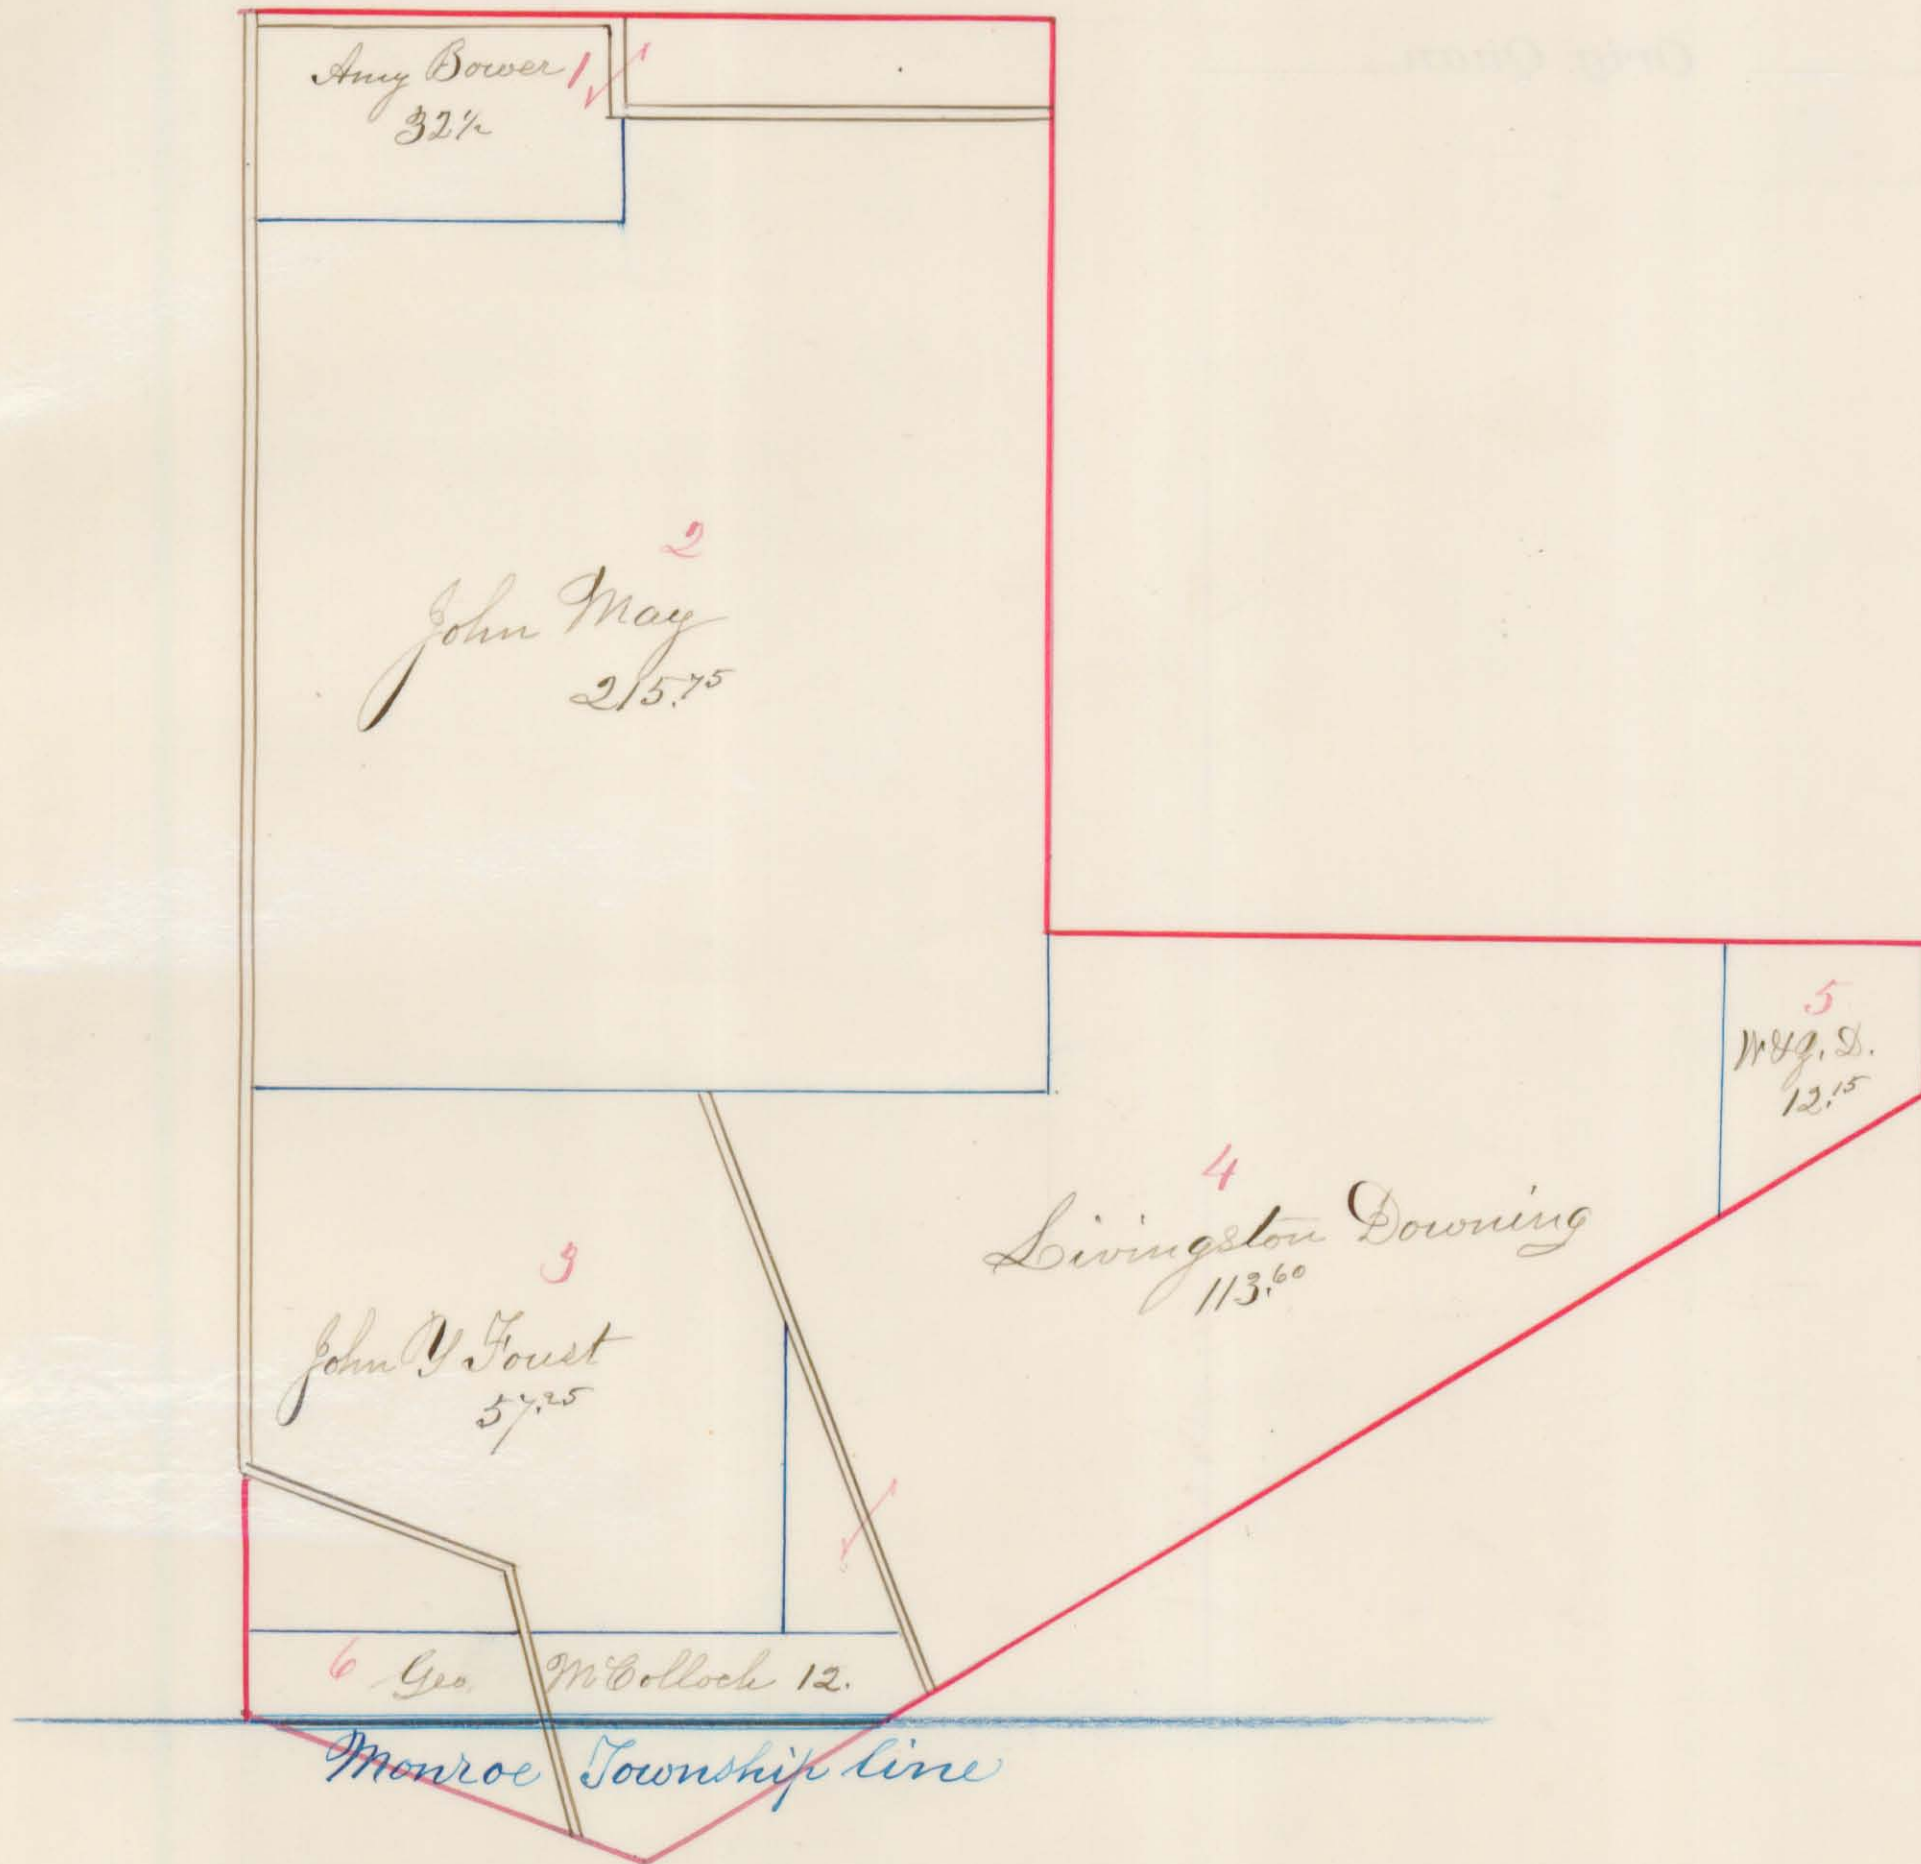 Amy Bower 1
32 1/2
2
John May
215.75
5
W & J. D.
12.15
4
Livingston Downing
113.60
3
John Y Foust
57.25
6 Geo. McColloch 12.
Monroe Township line